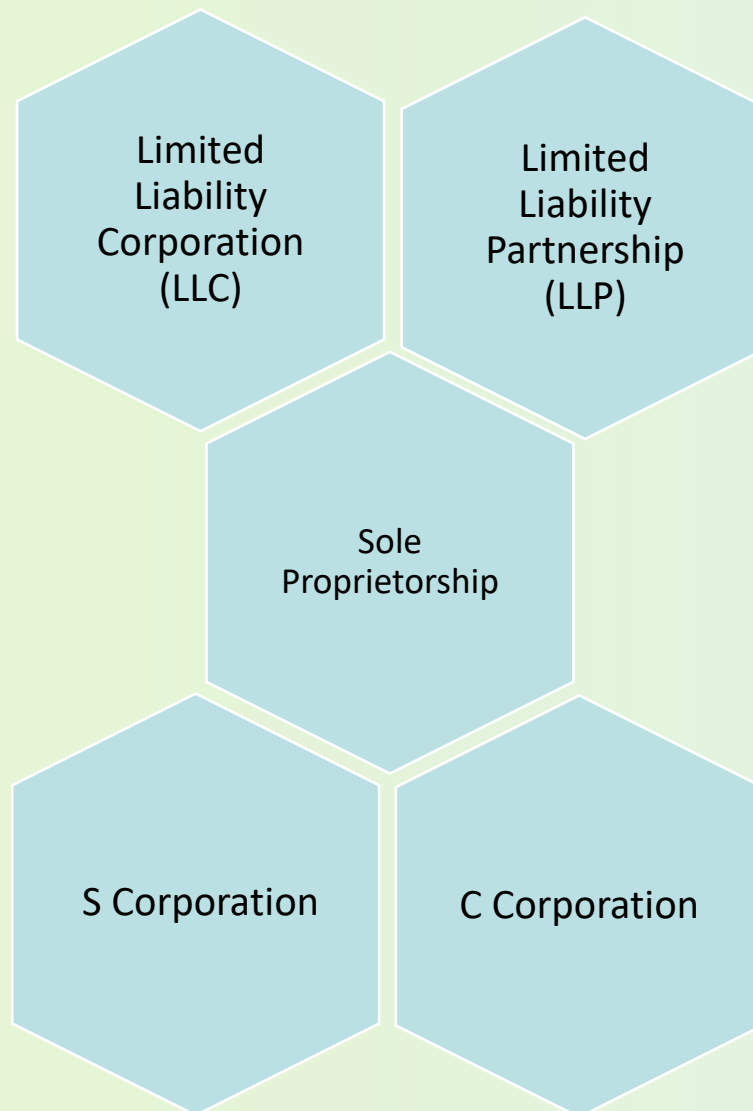 Limited
Liability
Corporation
(LLC)
Limited
Liability
Partnership
(LLP)
Sole
Proprietorship
S Corporation
C Corporation